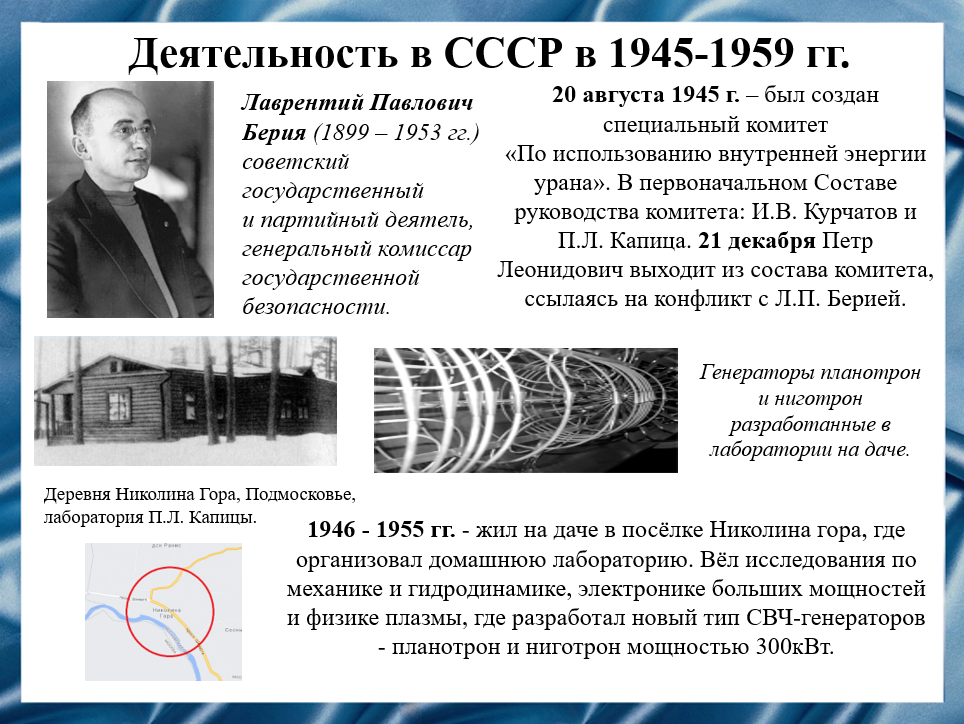 Деятельность в СССР в 1945-1959 гг.
Лаврентий Павлович
Берия (1899 – 1953 гг.)
советский
государственный
и партийный деятель,
генеральный комиссар
государственной
безопасности.
20 августа 1945 г. – был создан
специальный комитет
«По использованию внутренней энергии
урана». В первоначальном Составе
руководства комитета: И.В. Курчатов и
П.Л. Капица. 21 декабря Петр
Леонидович выходит из состава комитета,
ссылаясь на конфликт с Л.П. Берией.
Генераторы планотрон
и ниготрон
разработанные в
лаборатории на даче.
Деревня Николина Гора, Подмосковье,
лаборатория П.Л. Капицы.
Николина
Гора
1946 - 1955 гг. - жил на даче в посёлке Николина гора, где
организовал домашнюю лабораторию. Вёл исследования по
механике и гидродинамике, электронике больших мощностей
и физике плазмы, где разработал новый тип СВЧ-генераторов
- планотрон и ниготрон мощностью 300кВт.